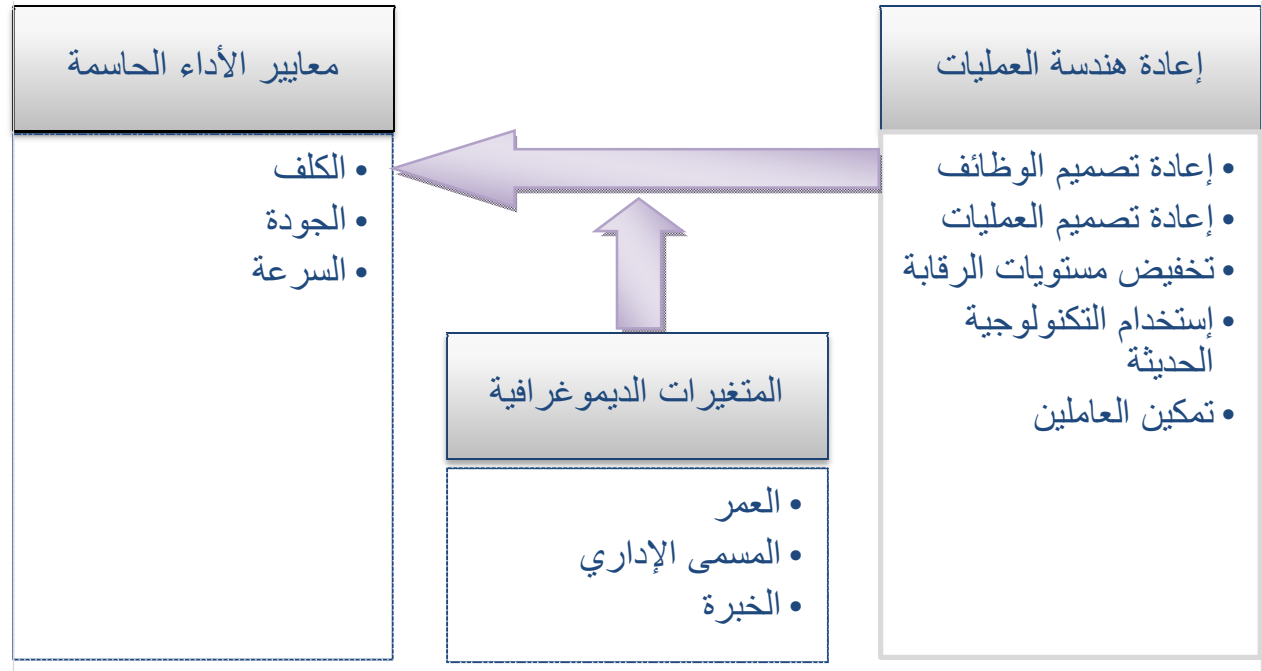 إعادة هندسة العمليات
• إعادة تصميم الوظائف
• إعادة تصميم العمليات
• تخفيض مستويات الرقابة
• إستخدام التكنولوجية
الحديثة
• تمكين العاملين
معايير الأداء الحاسمة
• الكلف
• الجودة
• السرعة
المتغيرات الديموغرافية
• العمر
• المسمى الإداري
• الخبرة